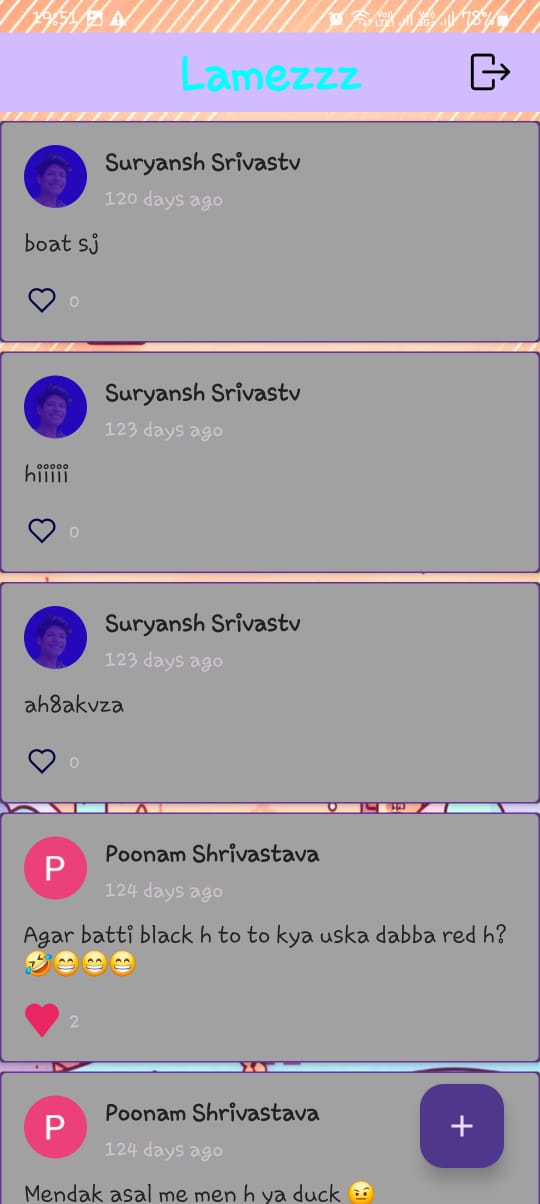 19:51 78%
Lamezzz
Suryansh Srivastv
120 days ago
boat sj
0
Suryansh Srivastv
123 days ago
hiiiii
0
Suryansh Srivastv
123 days ago
ah8akvza
0
P Poonam Shrivastava
124 days ago
Agar batti black h to to kya uska dabba red h?
🤣😁😁😁
2
P Poonam Shrivastava
124 days ago
+
Mendak asal me men h ya duck 🤨